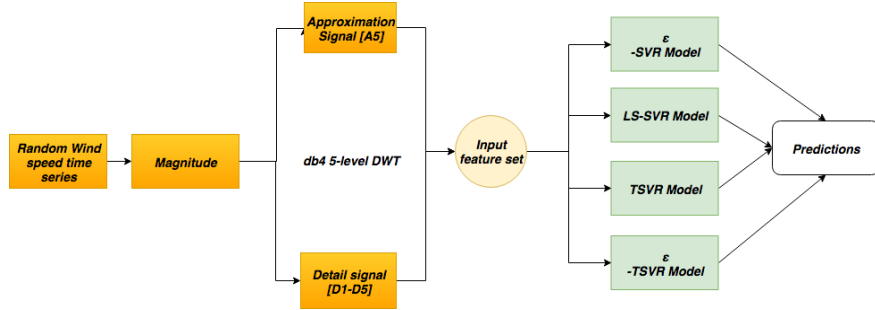 Random Wind
speed time
series
Magnitude
Approximation
Signal [A5]
db4 5-level DWT
Detail signal
[D1-D5]
Input
feature set
ε
-SVR Model
LS-SVR Model
TSVR Model
ε
-TSVR Model
Predictions